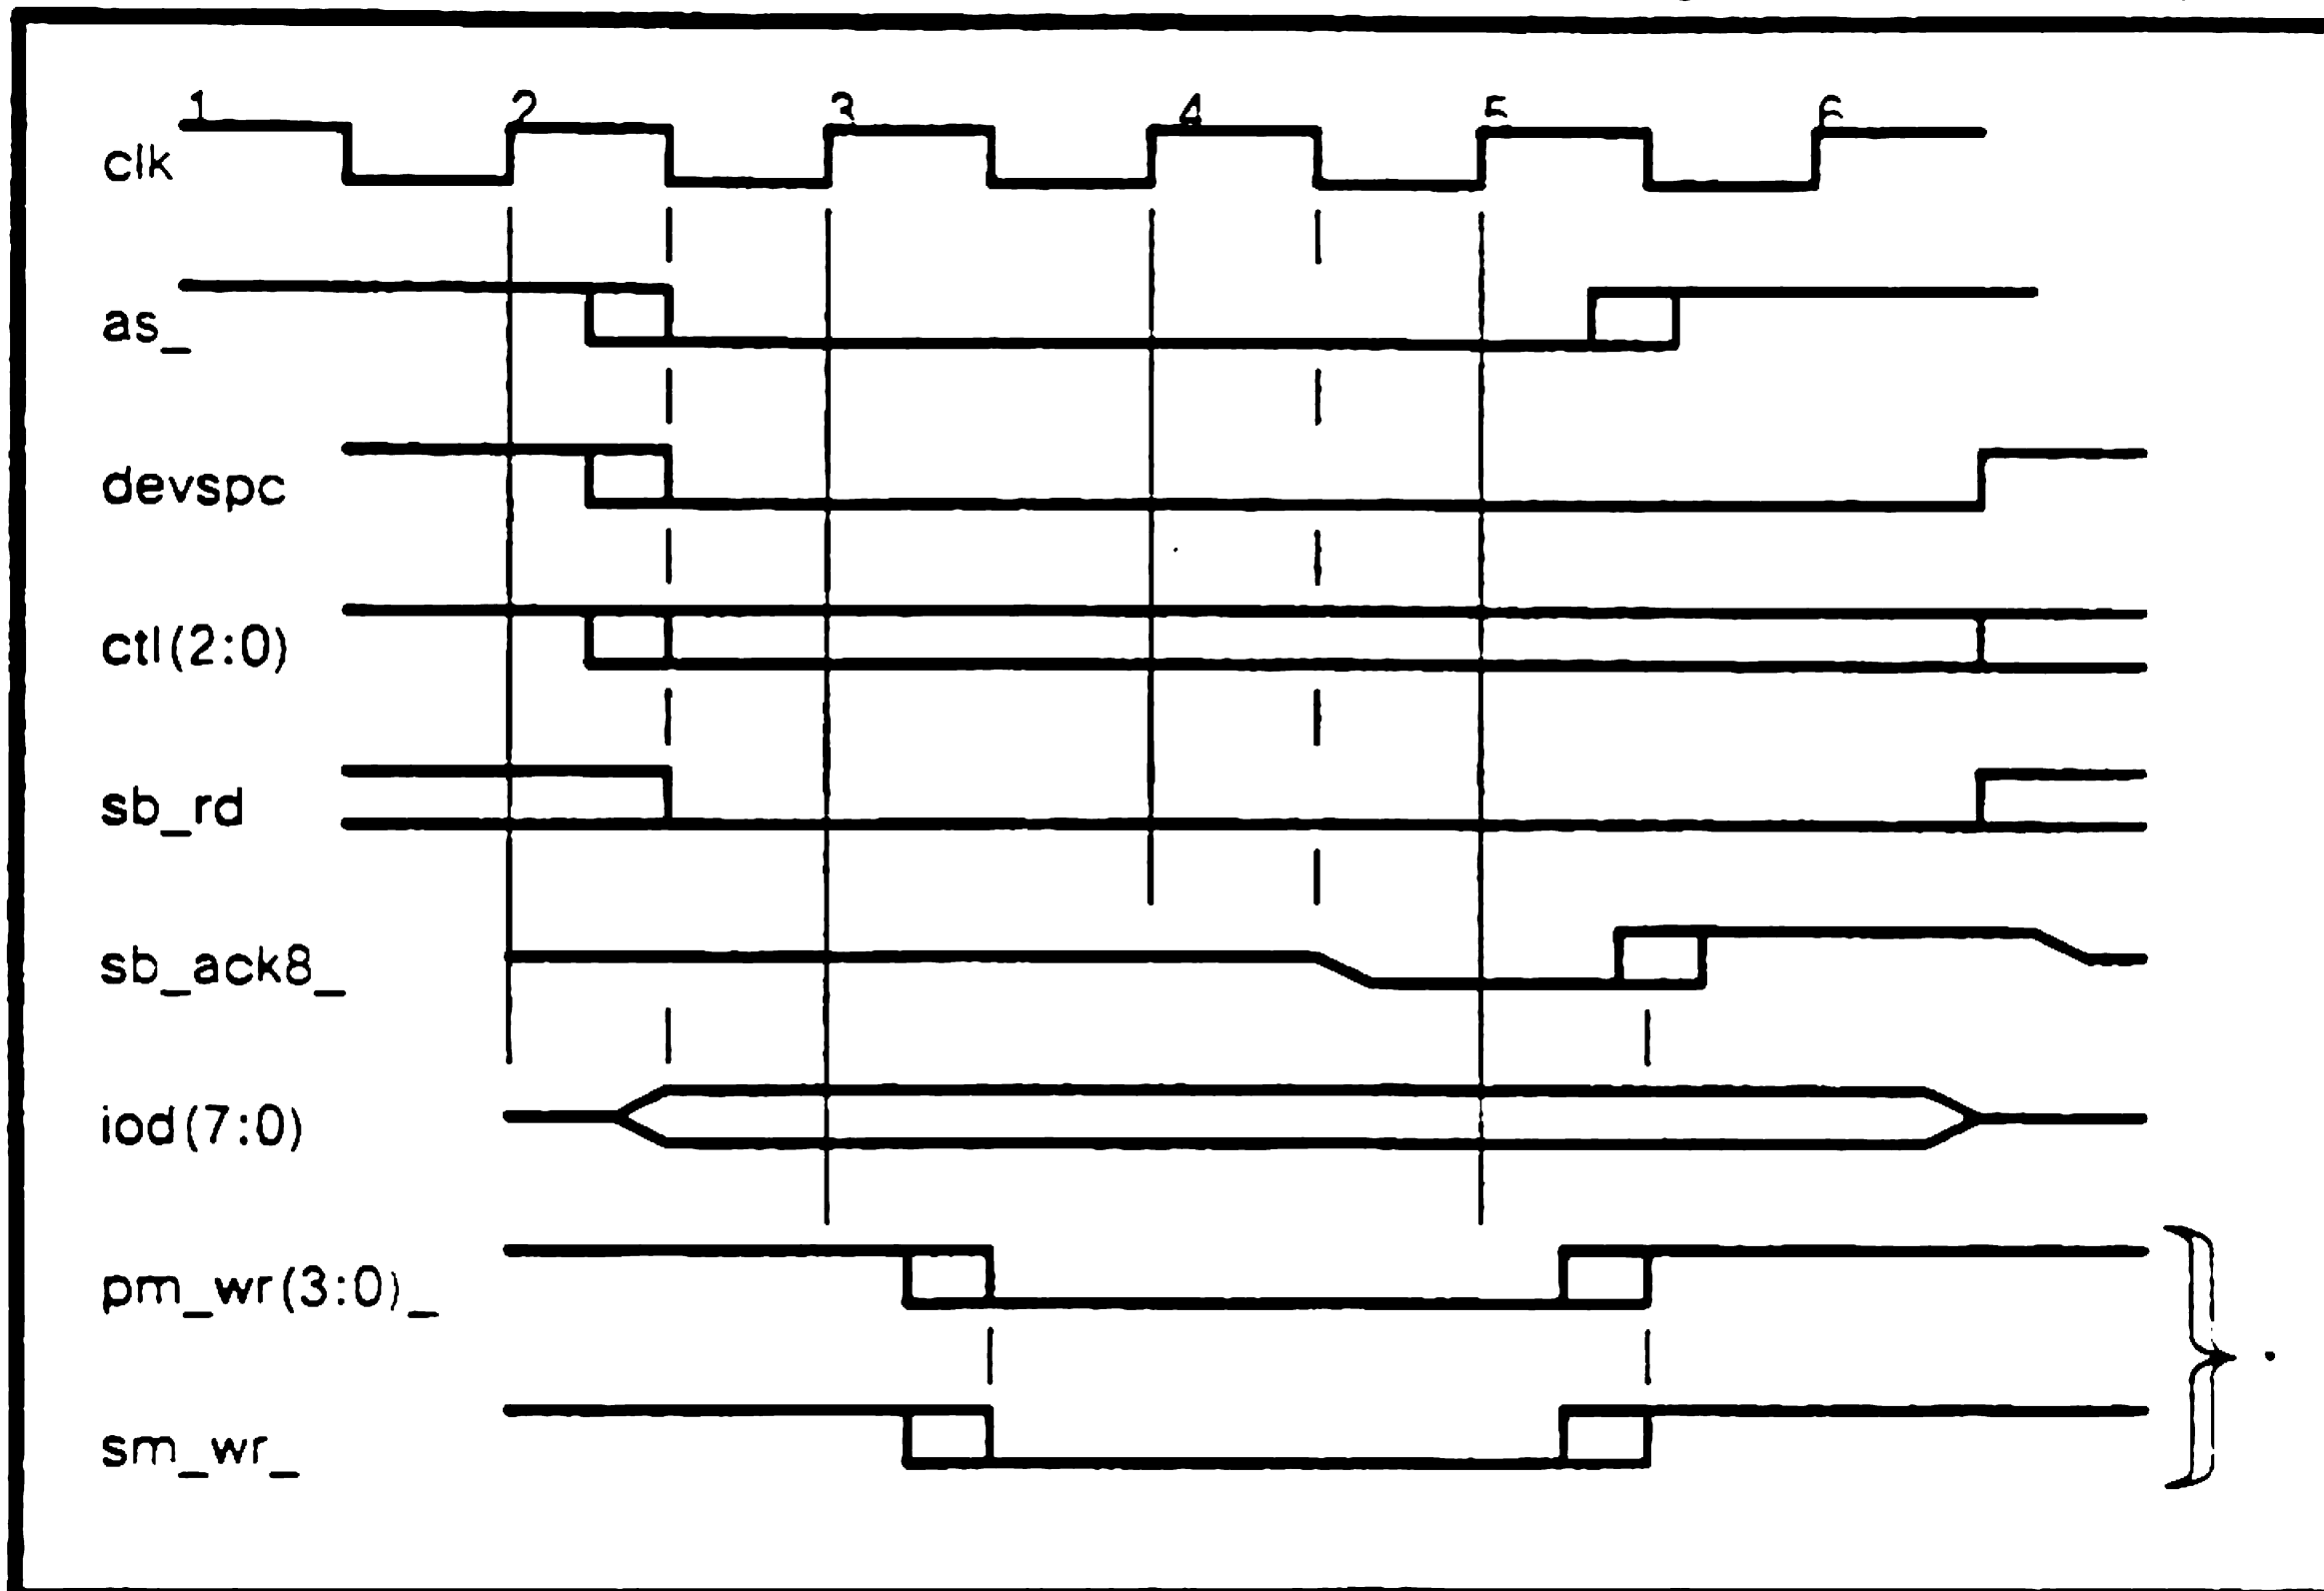 1 2 3 4 5 6
clk
as_
devspc
ctl(2:0)
sb_rd
sb_ack8_
iod(7:0)
pm_wr(3:0)_
sm_wr_